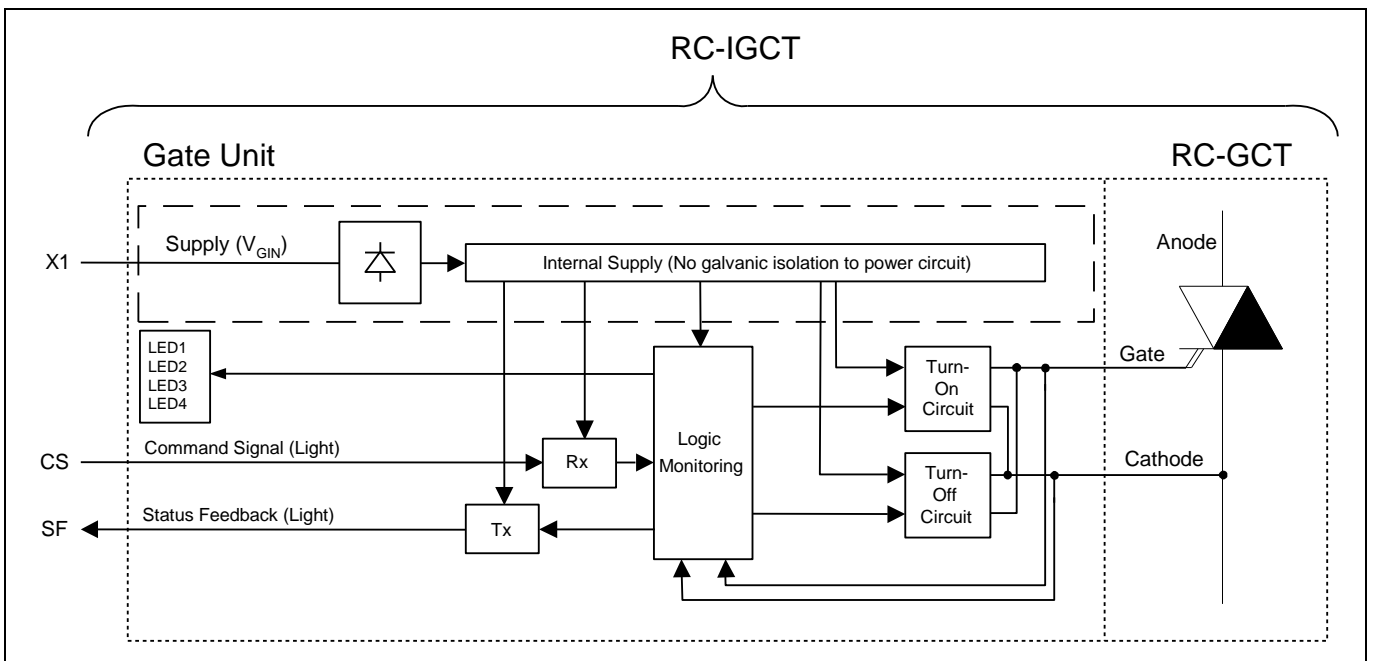 RC-IGCT
Gate Unit
RC-GCT
X1
Supply (VGIN)
Internal Supply (No galvanic isolation to power circuit)
Anode
LED1
LED2
LED3
LED4
Turn-
On
Circuit
Gate
Logic
Monitoring
CS
Command Signal (Light)
Rx
Turn-
Off
Circuit
Cathode
SF
Status Feedback (Light)
Tx